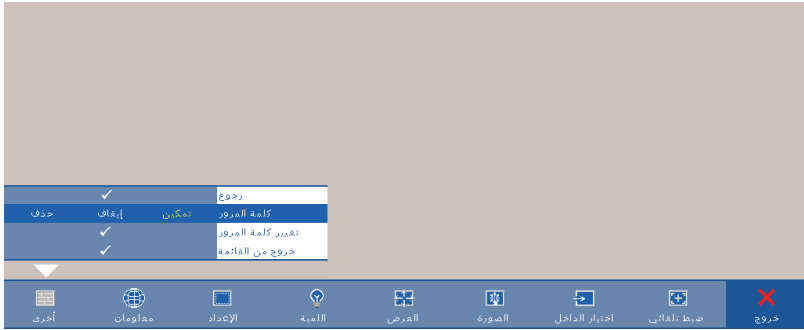 رجوع
كلمة المرور تمكين إيقاف حذف
تغيير كلمة المرور
خروج من القائمة
خروج ضبط تلقائي اختيار الداخل الصورة العرض اللمبة الإعداد معلومات أخرى